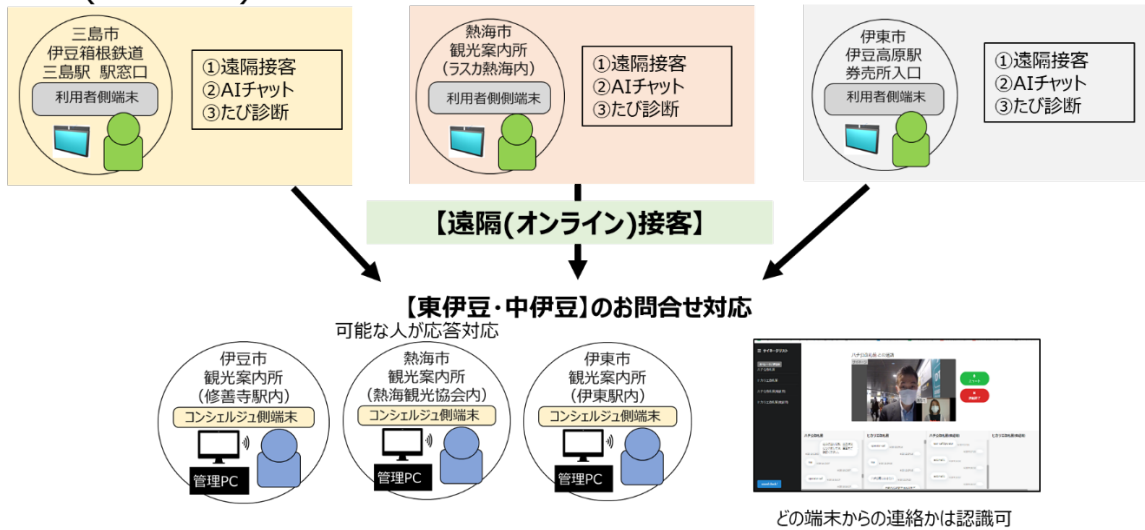 三島市
伊豆箱根鉄道
三島駅 駅窓口
利用者側端末
①遠隔接客
②AIチャット
③たび診断
熱海市
観光案内所
(ラスカ熱海内)
利用者側側端末
①遠隔接客
②AIチャット
③たび診断
伊東市
伊豆高原駅
券売所入口
利用者側端末
①遠隔接客
②AIチャット
③たび診断
【遠隔(オンライン)接客】
【東伊豆・中伊豆】のお問合せ対応
可能な人が応答対応
伊豆市
観光案内所
(修善寺駅内)
コンシェルジュ側端末
管理PC
熱海市
観光案内所
(熱海観光協会内)
コンシェルジュ側端末
管理PC
伊東市
観光案内所
(伊東駅内)
コンシェルジュ側端末
管理PC
どの端末からの連絡かは認識可